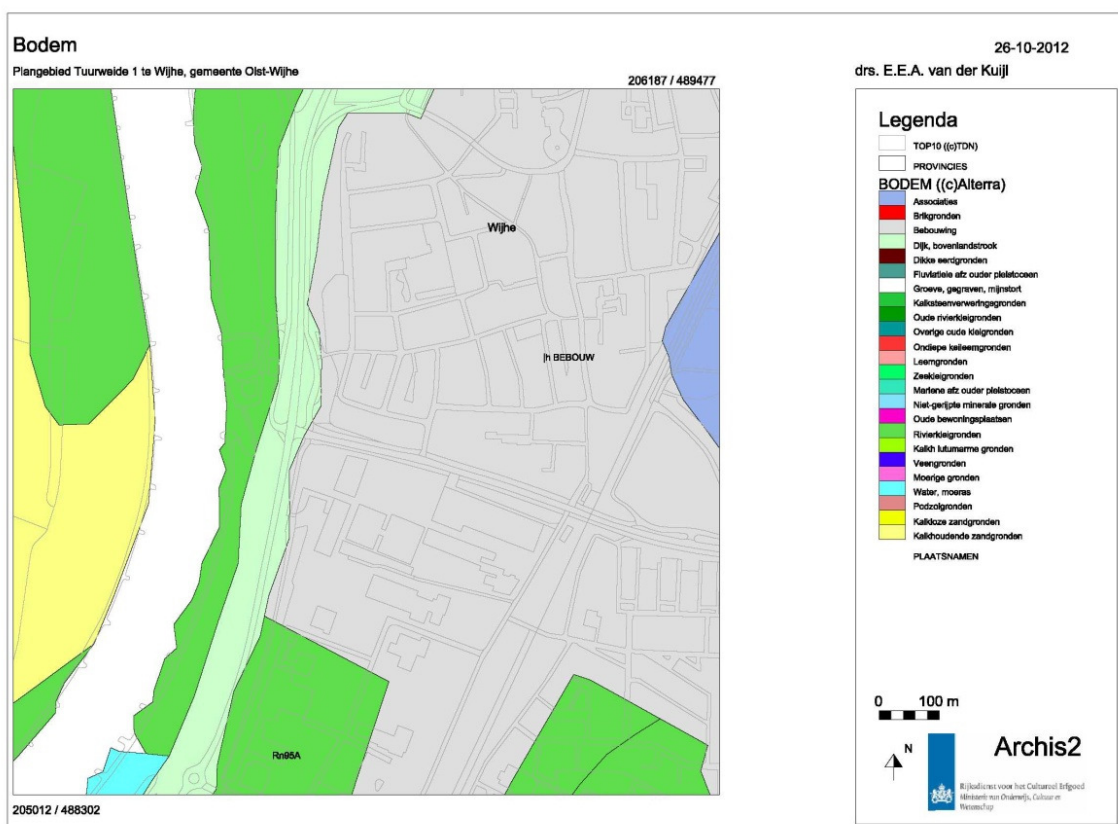 Bodem
Plangebied Tuurweide 1 te Wijhe, gemeente Olst-Wijhe
206187 / 489477
26-10-2012
drs. E.E.A. van der Kuijl
Wijhe
|h BEBOUW
Rn95A
205012 / 488302
Legenda
TOP10 ((c)TDN)
PROVINCIES
BODEM ((c)Alterra)
Associaties
Brikgronden
Bebouwing
Dijk, bovenlandstrook
Dikke eerdgronden
Fluviatiele afz ouder pleistoceen
Groeve, gegraven, mijnstort
Kalksteenverweringsgronden
Oude rivierkleigronden
Overige oude kleigronden
Ondiepe keileemgronden
Leemgronden
Zeekleigronden
Mariene afz ouder pleistoceen
Niet-gerijpte minerale gronden
Oude bewoningsplaatsen
Rivierkleigronden
Kalkh lutumarme gronden
Veengronden
Moerige gronden
Water, moeras
Podzolgronden
Kalkloze zandgronden
Kalkhoudende zandgronden
PLAATSNAMEN
0 100 m
N
Archis2
Rijksdienst voor het Cultureel Erfgoed
Ministerie van Onderwijs, Cultuur en
Wetenschap